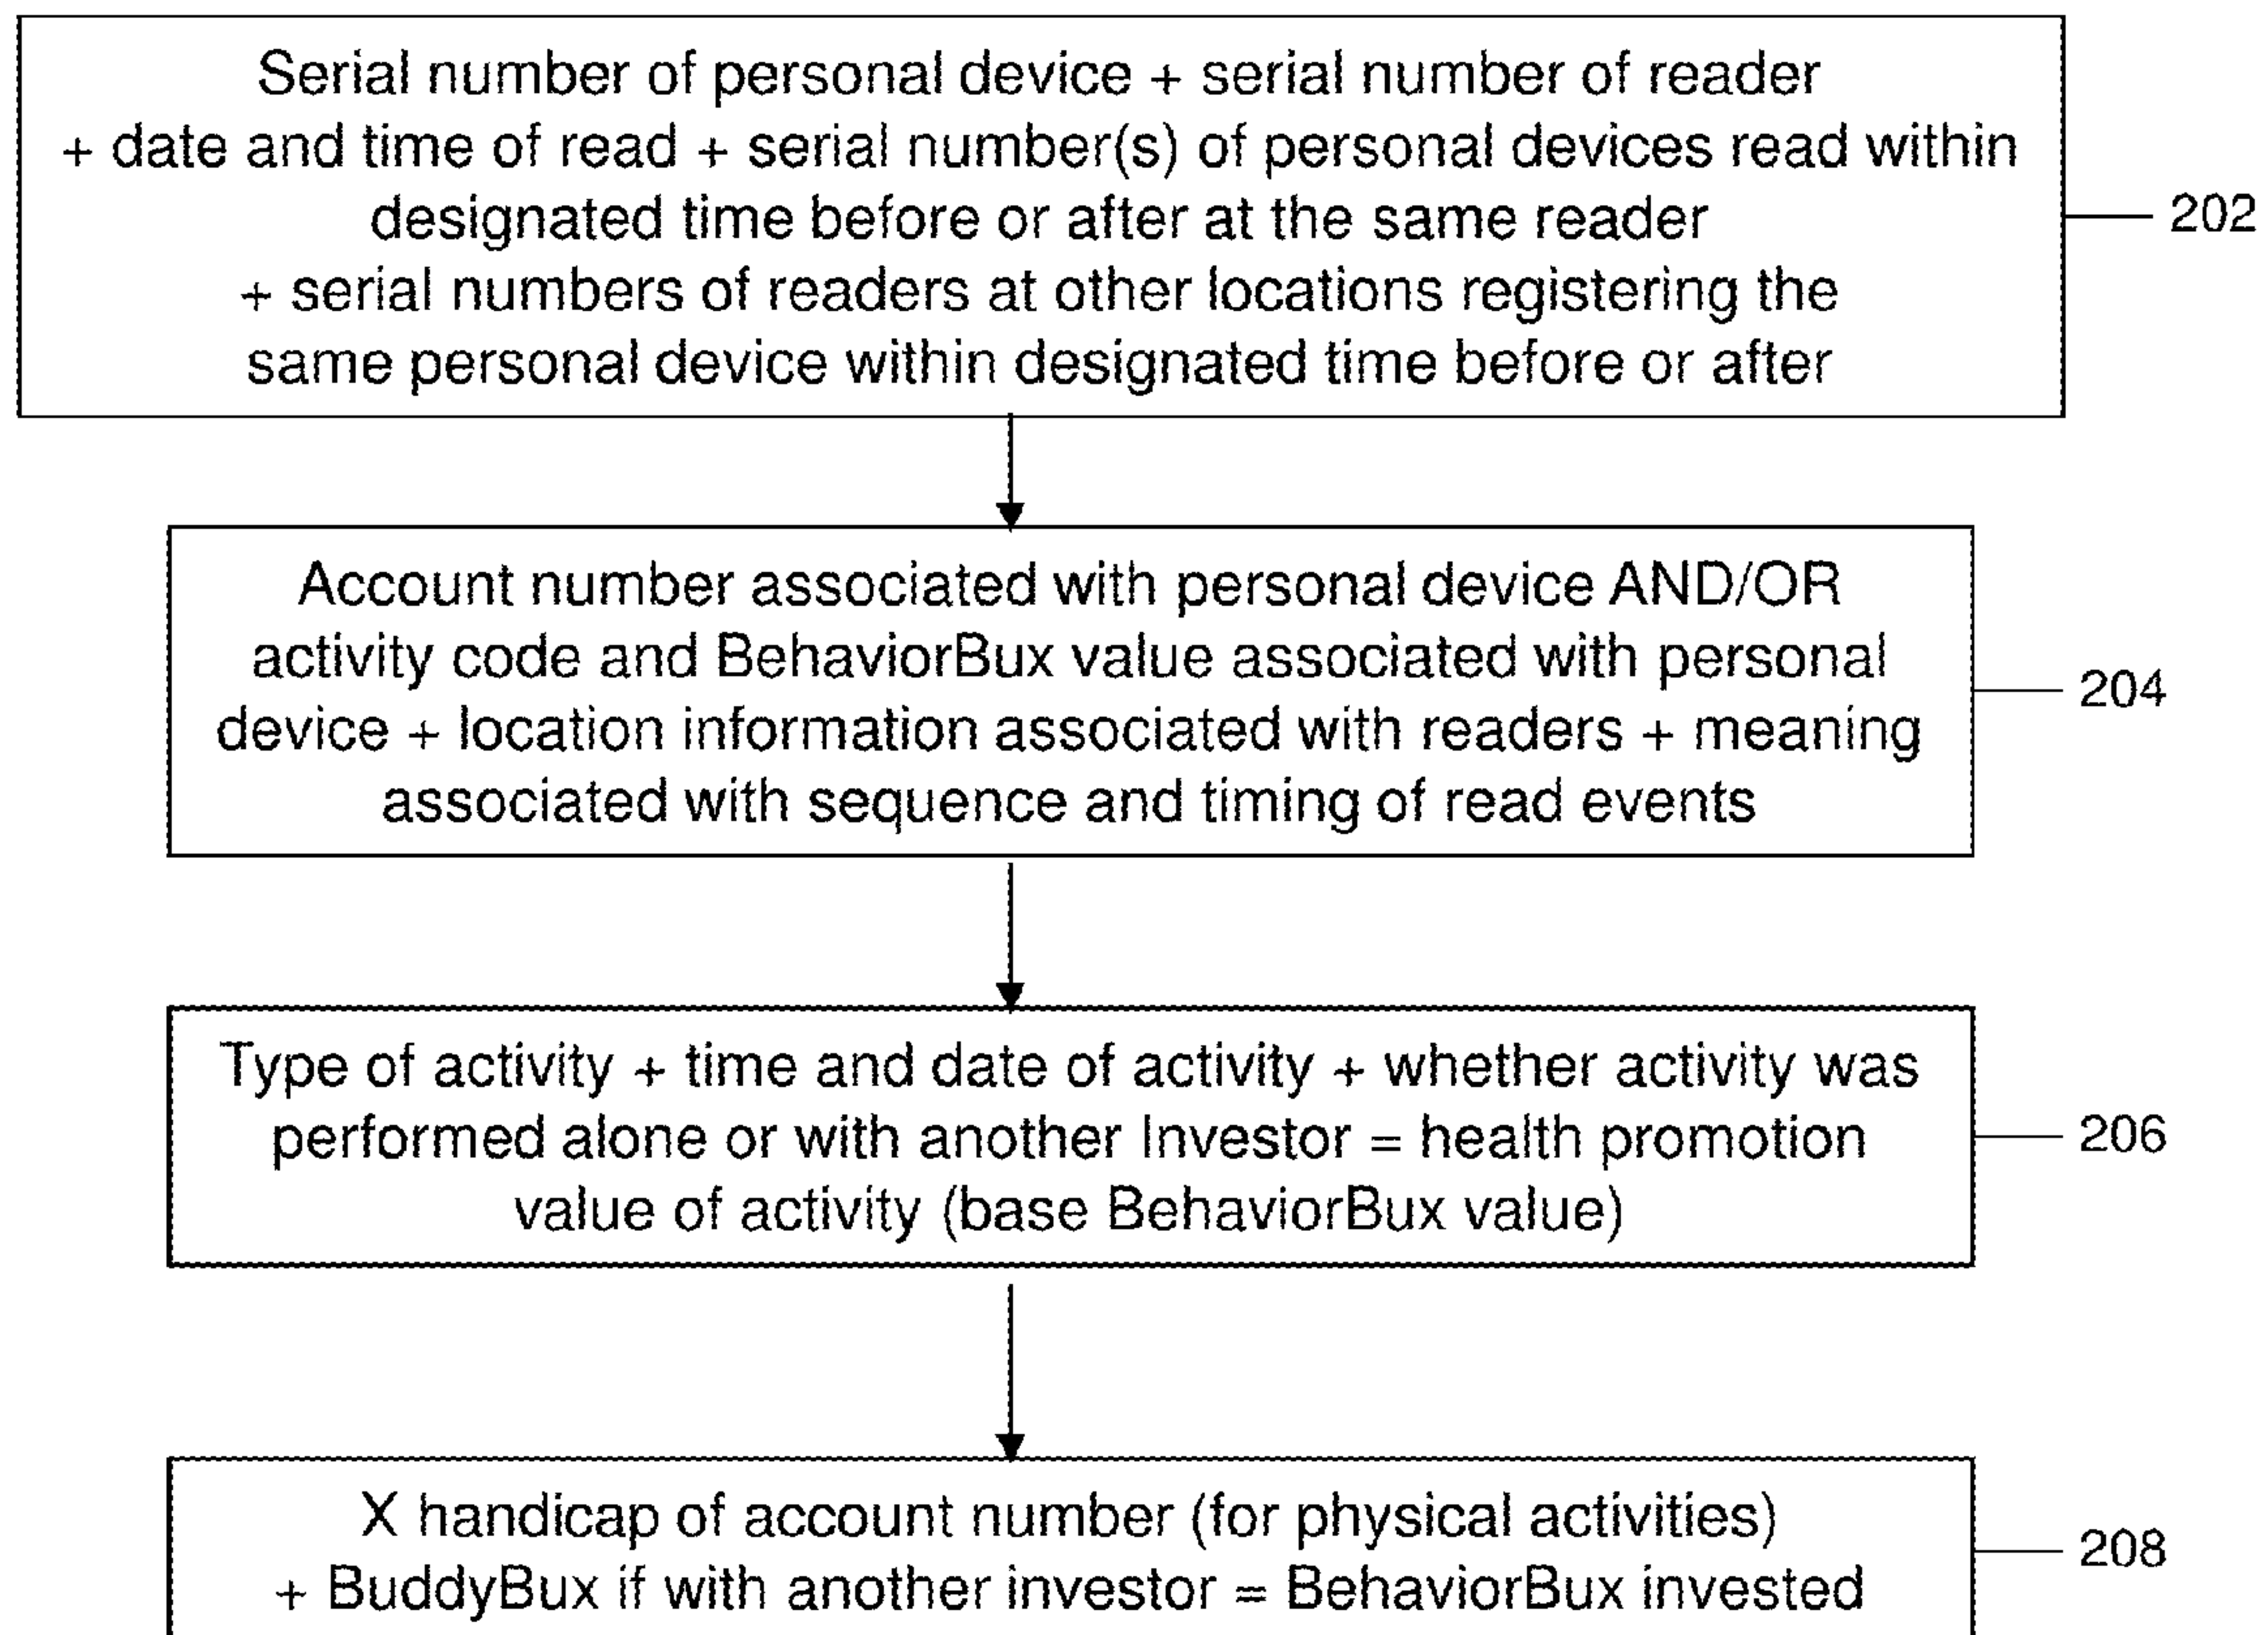 Serial number of personal device + serial number of reader
+ date and time of read + serial number(s) of personal devices read within
designated time before or after at the same reader
+ serial numbers of readers at other locations registering the
same personal device within designated time before or after
202
Account number associated with personal device AND/OR
activity code and BehaviorBux value associated with personal
device + location information associated with readers + meaning
associated with sequence and timing of read events
204
Type of activity + time and date of activity + whether activity was
performed alone or with another Investor = health promotion
value of activity (base BehaviorBux value)
206
X handicap of account number (for physical activities)
+ BuddyBux if with another investor = BehaviorBux invested
208